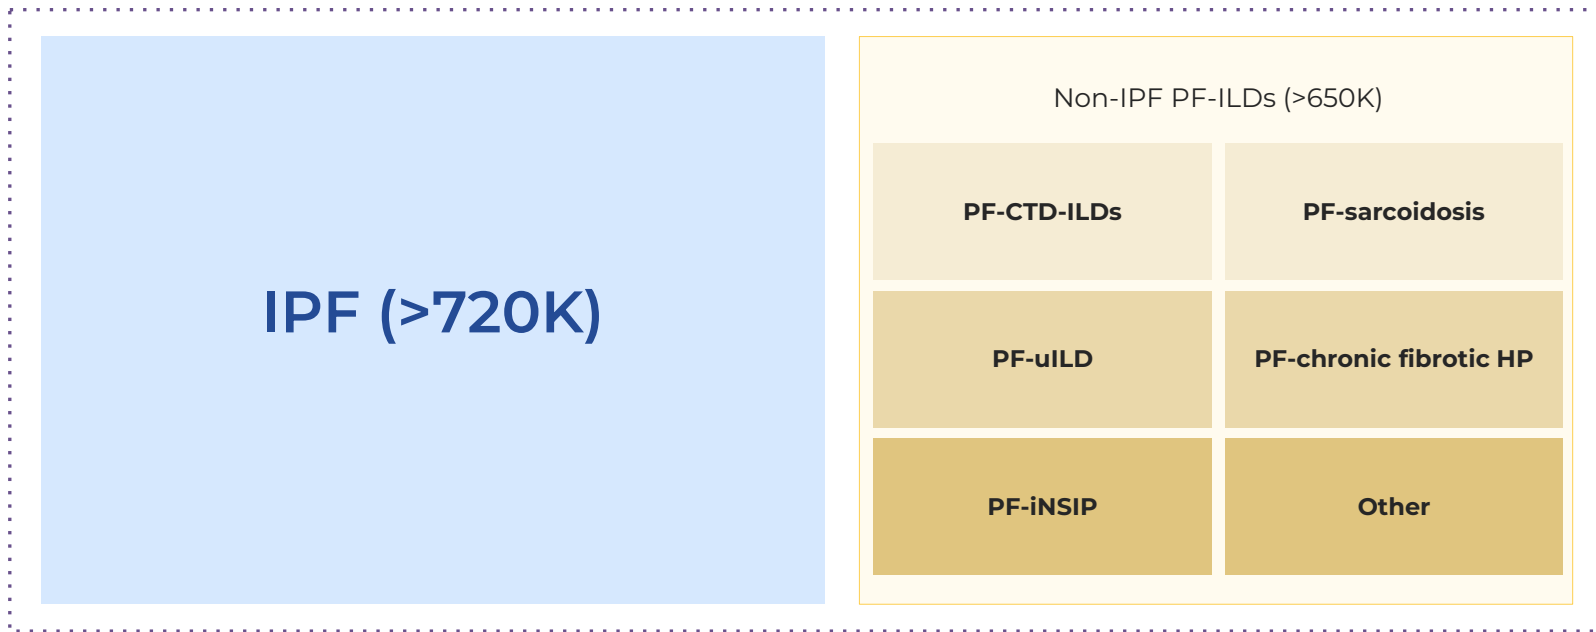 IPF (>720K)
Non-IPF PF-ILDs (>650K)
PF-CTD-ILDs
PF-sarcoidosis
PF-uILD
PF-chronic fibrotic HP
PF-iNSIP
Other